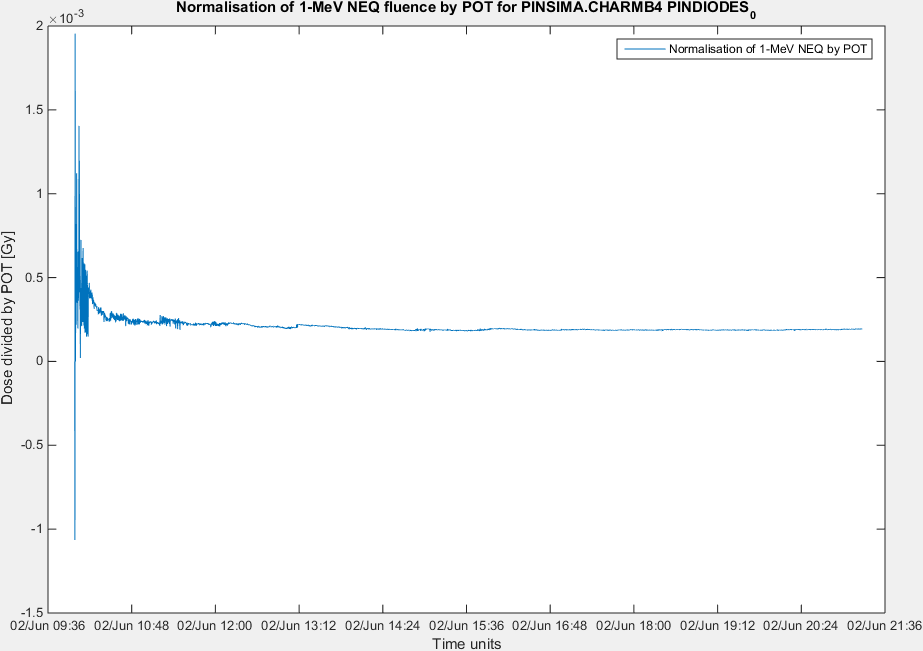 Normalisation of 1-MeV NEQ fluence by POT for PINSIMA.CHARMB4 PINDIODES0
×10-3
Normalisation of 1-MeV NEQ by POT
2
1.5
1
0.5
0
-0.5
-1
-1.5
Dose divided by POT [Gy]
02/Jun 09:36 02/Jun 10:48 02/Jun 12:00 02/Jun 13:12 02/Jun 14:24 02/Jun 15:36 02/Jun 16:48 02/Jun 18:00 02/Jun 19:12 02/Jun 20:24 02/Jun 21:36
Time units